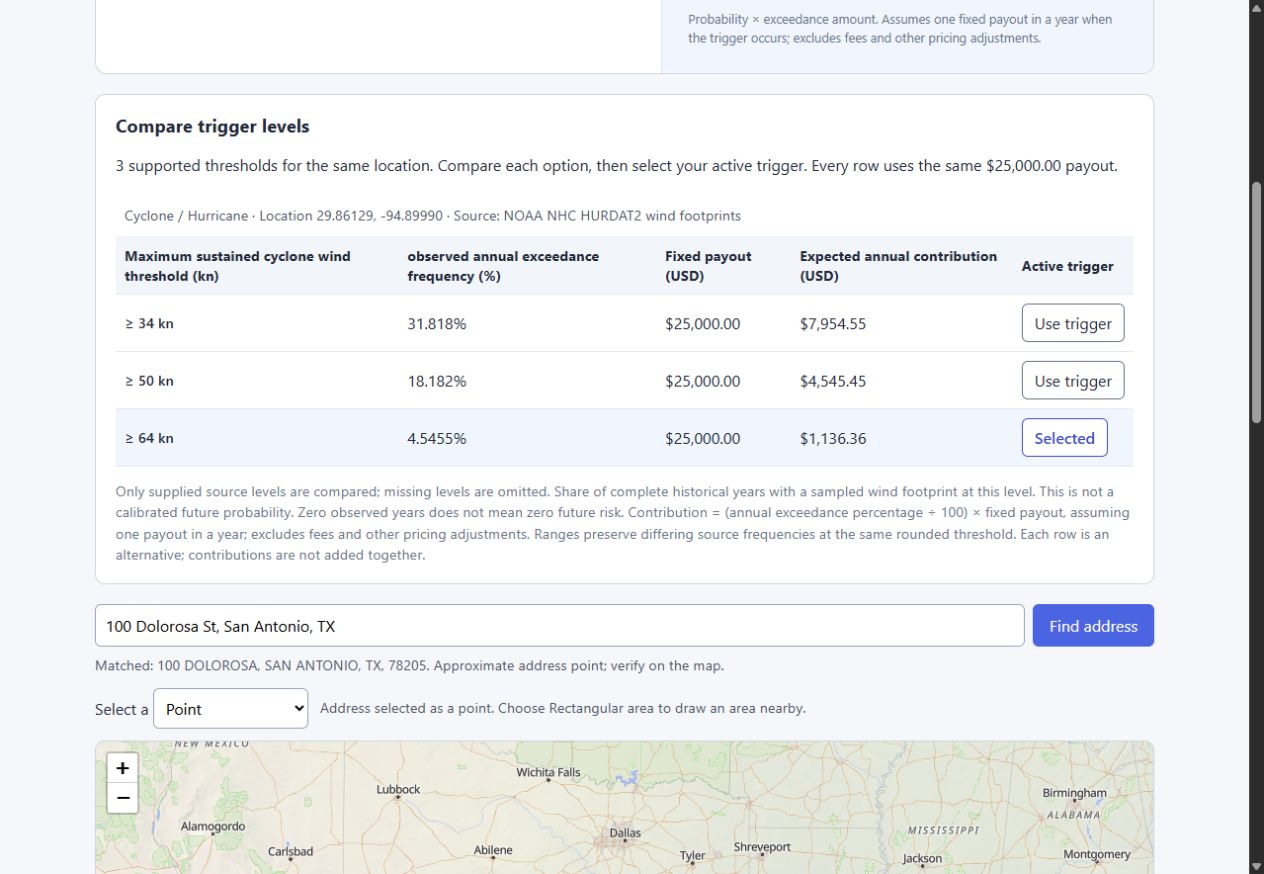 Probability × exceedance amount. Assumes one fixed payout in a year when
the trigger occurs; excludes fees and other pricing adjustments.
Compare trigger levels
3 supported thresholds for the same location. Compare each option, then select your active trigger. Every row uses the same $25,000.00 payout.
Cyclone / Hurricane · Location 29.86129, -94.89990 · Source: NOAA NHC HURDAT2 wind footprints
Maximum sustained cyclone wind threshold (kn) observed annual exceedance frequency (%) Fixed payout (USD) Expected annual contribution (USD) Active trigger
≥ 34 kn 31.818% $25,000.00 $7,954.55 Use trigger
≥ 50 kn 18.182% $25,000.00 $4,545.45 Use trigger
≥ 64 kn 4.5455% $25,000.00 $1,136.36 Selected
Only supplied source levels are compared; missing levels are omitted. Share of complete historical years with a sampled wind footprint at this level. This is not a
calibrated future probability. Zero observed years does not mean zero future risk. Contribution = (annual exceedance percentage ÷ 100) × fixed payout, assuming
one payout in a year; excludes fees and other pricing adjustments. Ranges preserve differing source frequencies at the same rounded threshold. Each row is an
alternative; contributions are not added together.
100 Dolorosa St, San Antonio, TX Find address
Matched: 100 DOLOROSA, SAN ANTONIO, TX, 78205. Approximate address point; verify on the map.
Select a Point Address selected as a point. Choose Rectangular area to draw an area nearby.
NEW MEXICO
+
−
Wichita Falls
Lubbock
Birmingham
ALABAMA
Alamogordo
Dallas
MISSISSIPPI
Carlsbad
Abilene
Tyler
Shreveport
Jackson
Montgomery